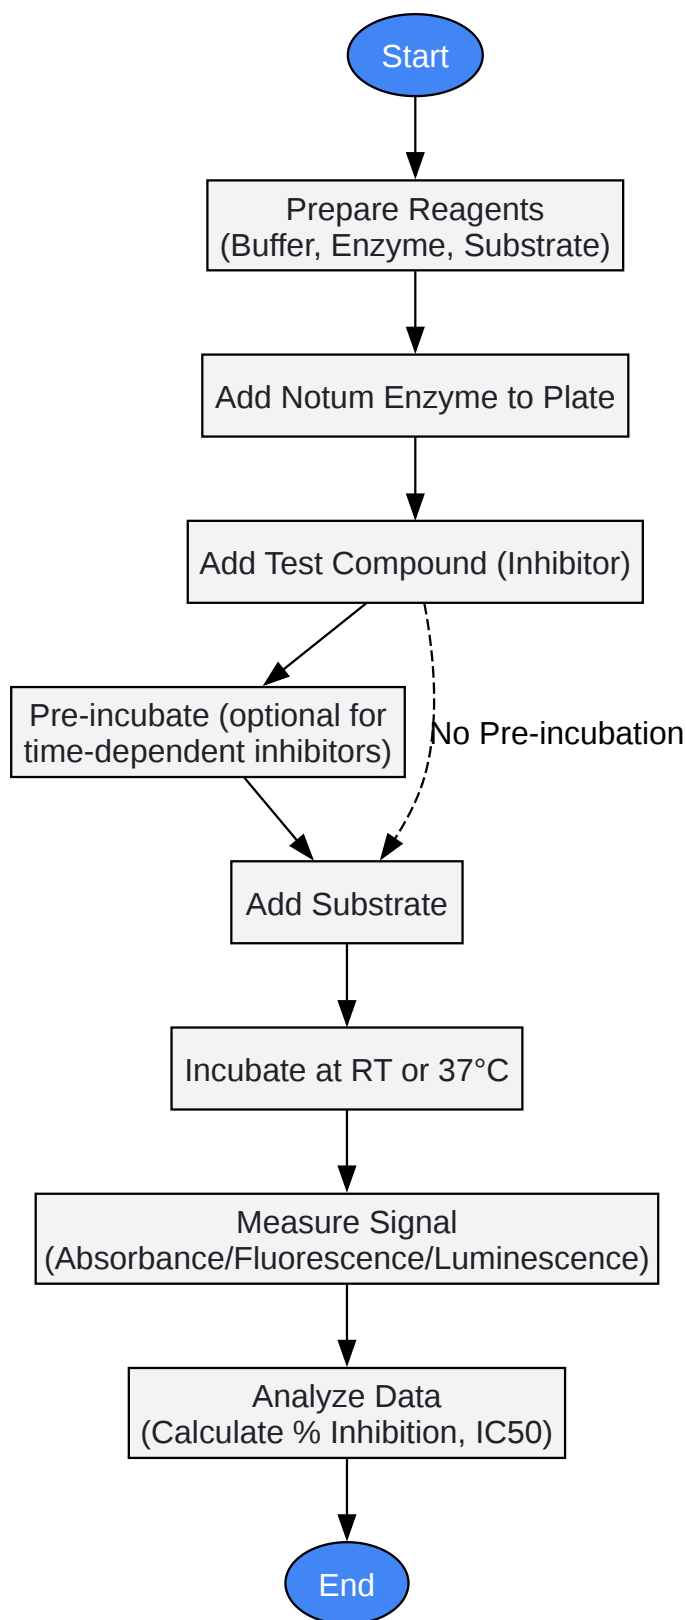 Start
Prepare Reagents
(Buffer, Enzyme, Substrate)
Add Notum Enzyme to Plate
Add Test Compound (Inhibitor)
Pre-incubate (optional for
time-dependent inhibitors)
No Pre-incubation
Add Substrate
Incubate at RT or 37°C
Measure Signal
(Absorbance/Fluorescence/Luminescence)
Analyze Data
(Calculate % Inhibition, IC50)
End